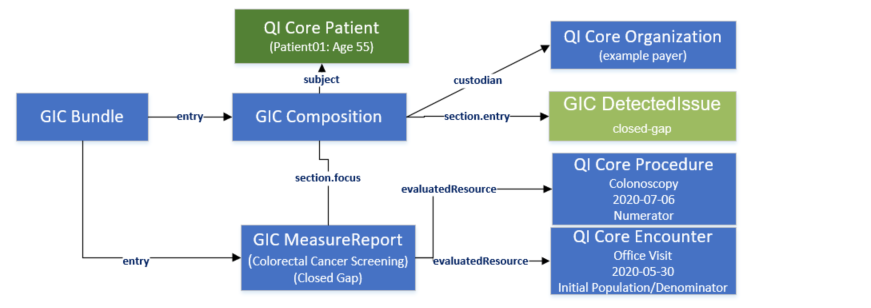 QI Core Patient
(Patient01: Age 55)
subject
QI Core Organization
(example payer)
custodian
GIC Bundle
entry
GIC Composition
section.entry
GIC DetectedIssue
closed-gap
section.focus
QI Core Procedure
Colonoscopy
2020-07-06
Numerator
evaluatedResource
entry
GIC MeasureReport
(Colorectal Cancer Screening)
(Closed Gap)
evaluatedResource
QI Core Encounter
Office Visit
2020-05-30
Initial Population/Denominator